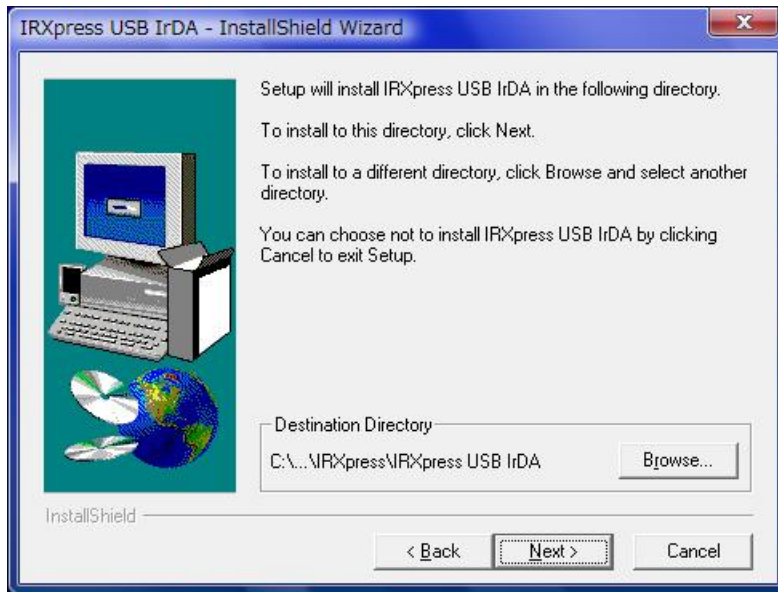 IRXpress USB IrDA - InstallShield Wizard
X
Setup will install IRXpress USB IrDA in the following directory.
To install to this directory, click Next.
To install to a different directory, click Browse and select another
directory.
You can choose not to install IRXpress USB IrDA by clicking
Cancel to exit Setup.
Destination Directory
C:\...\IRXpress\IRXpress USB IrDA
Browse...
InstallShield
< Back
Next >
Cancel